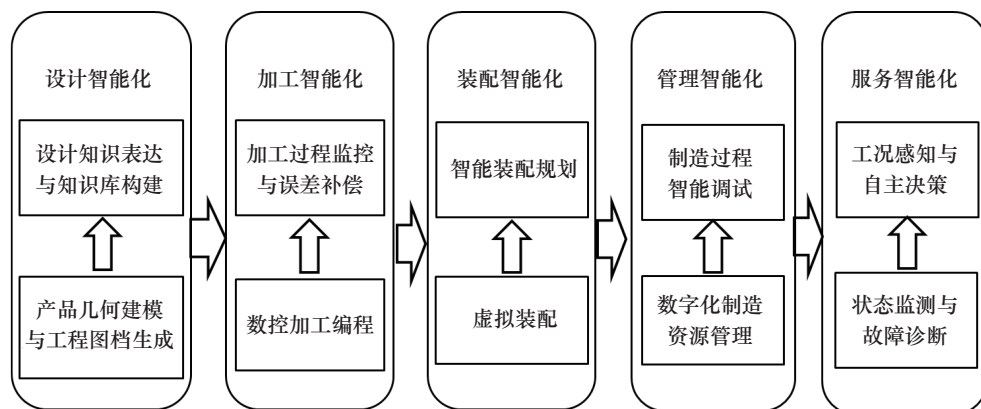 设计智能化
设计知识表达
与知识库构建
产品几何建模
与工程图档生成
加工智能化
加工过程监控
与误差补偿
数控加工编程
装配智能化
智能装配规划
虚拟装配
管理智能化
制造过程
智能调试
数字化制造
资源管理
服务智能化
工况感知与
自主决策
状态监测与
故障诊断